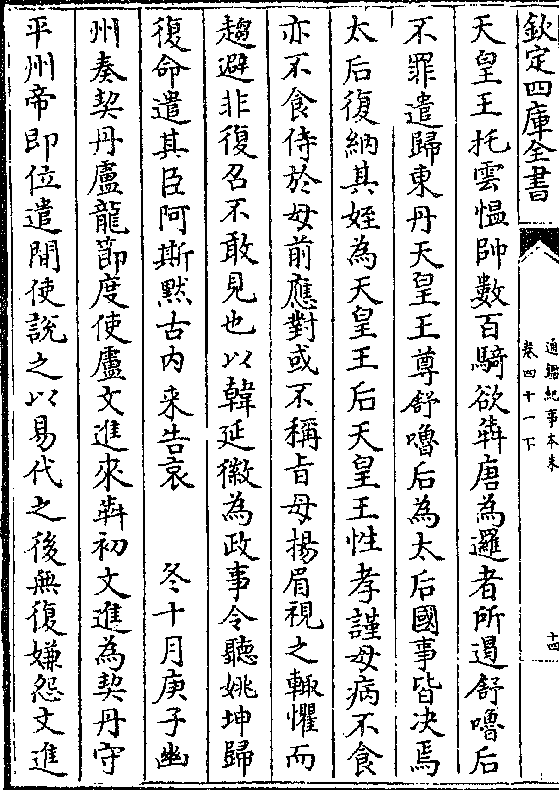 欽定四庫全書
通鑑紀事本末
卷四十一下
十四
天皇王托雲愠帥數百騎欲犇唐為邏者所遏舒嚕后
不罪遣歸東丹天皇王尊舒嚕后為太后國事皆决焉
太后復納其姪為天皇王后天皇王性孝謹母病不食
亦不食侍於母前應對或不稱旨母揚眉視之輙懼而
趨避非復召不敢見也以韓延徽為政事令聽姚坤歸
復命遣其臣阿斯黙古内来告哀　冬十月庚子幽
州奏契丹盧龍節度使盧文進來犇初文進為契丹守
平州帝即位遣間使說之以易代之後無復嫌怨文進